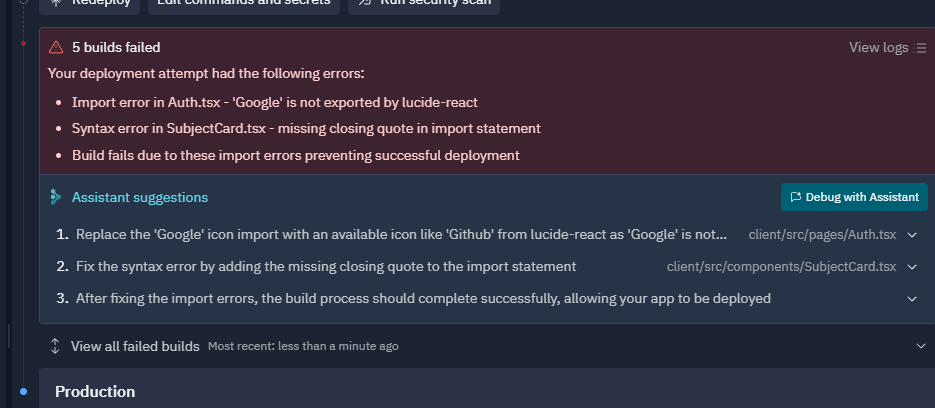 Redeploy
Edit commands and secrets
Run security scan
5 builds failed
View logs
Your deployment attempt had the following errors:
• Import error in Auth.tsx - 'Google' is not exported by lucide-react
• Syntax error in SubjectCard.tsx - missing closing quote in import statement
• Build fails due to these import errors preventing successful deployment
Assistant suggestions
Debug with Assistant
1. Replace the 'Google' icon import with an available icon like 'Github' from lucide-react as 'Google' is not... client/src/pages/Auth.tsx
2. Fix the syntax error by adding the missing closing quote to the import statement client/src/components/SubjectCard.tsx
3. After fixing the import errors, the build process should complete successfully, allowing your app to be deployed
View all failed builds Most recent: less than a minute ago
Production